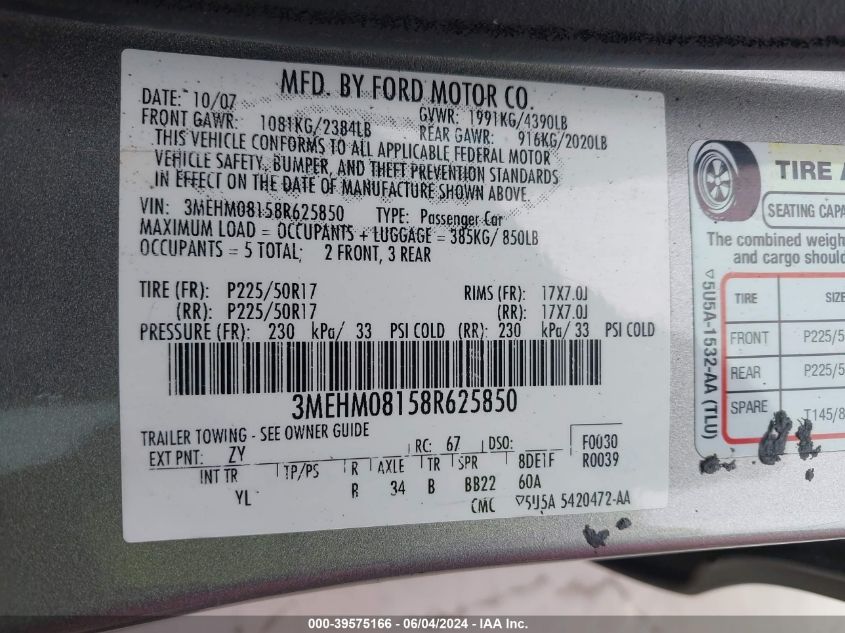 MFD. BY FORD MOTOR CO.
DATE: 10/07 GVWR: 1991KG/4390LB
FRONT GAWR: 1081KG/2384LB REAR GAWR: 916KG/2020LB
THIS VEHICLE CONFORMS TO ALL APPLICABLE FEDERAL MOTOR
VEHICLE SAFETY, BUMPER, AND THEFT PREVENTION STANDARDS
IN EFFECT ON THE DATE OF MANUFACTURE SHOWN ABOVE.
VIN: 3MEHM08158R625850 TYPE: Passenger Car
MAXIMUM LOAD = OCCUPANTS + LUGGAGE = 385KG/ 850LB
OCCUPANTS = 5 TOTAL; 2 FRONT, 3 REAR
TIRE (FR): P225/50R17 RIMS (FR): 17X7.0J
(RR): P225/50R17 (RR): 17X7.0J
PRESSURE (FR): 230 kPa/ 33 PSI COLD (RR): 230 kPa/ 33 PSI COLD
3MEHM08158R625850
TRAILER TOWING - SEE OWNER GUIDE
EXT PNT: ZY RC: 67 DSO: F0030
INT TR TP/PS R AXLE TR SPR 8DE1F R0039
YL R 34 B BB22 60A
CMC ▽5U5A 5420472-AA
TIRE A
SEATING CAPA
The combined weigh
and cargo shoul
TIRE SIZE
FRONT P225/5
REAR P225/5
SPARE T145/8
▽5U5A-1532-AA (TLU)
000-39575166 - 06/04/2024 - IAA Inc.